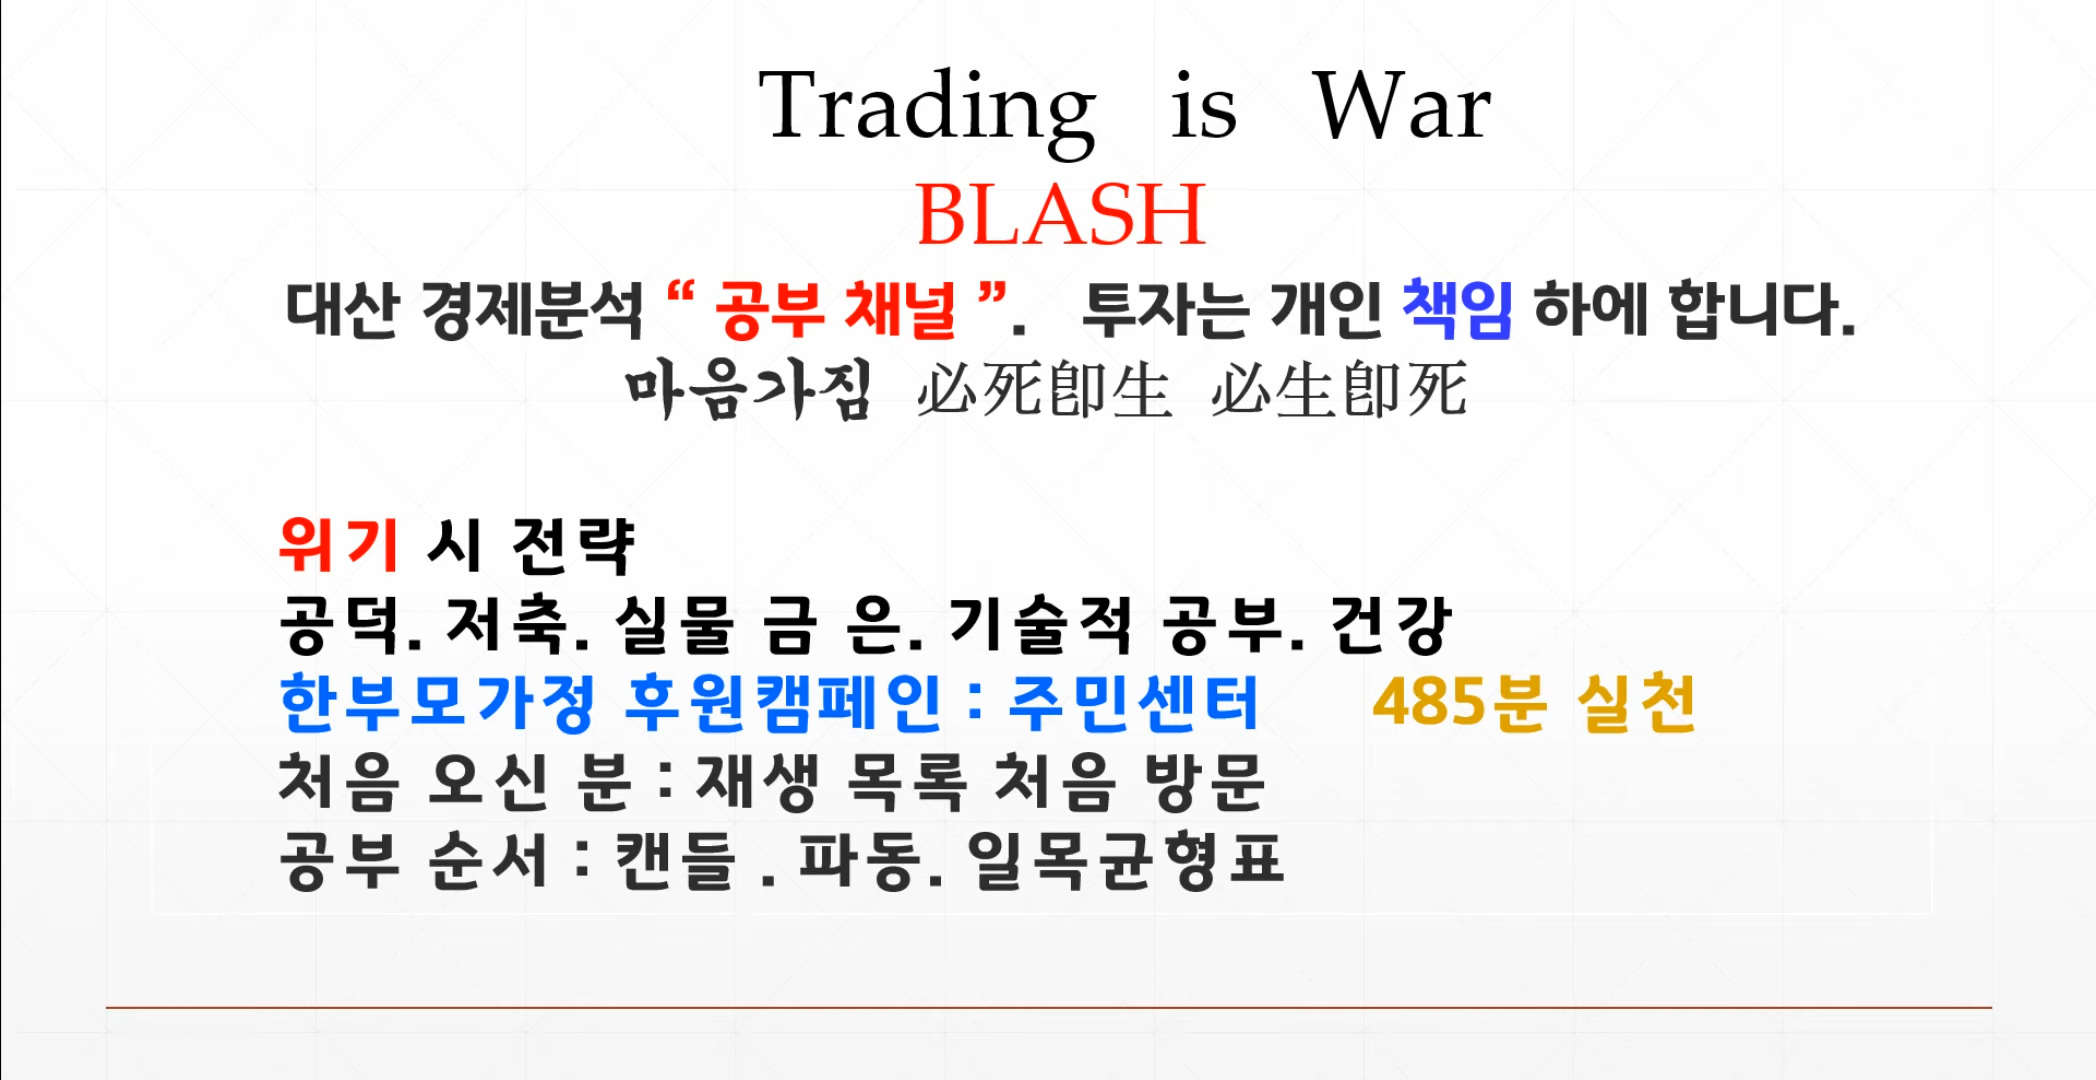 Trading is War
BLASH
대산 경제분석 “ 공부 채널 ”. 투자는 개인 책임 하에 합니다.
마음가짐 必死卽生 必生卽死
위기 시 전략
공덕. 저축. 실물 금 은. 기술적 공부. 건강
한부모가정 후원캠페인 : 주민센터 485분 실천
처음 오신 분 : 재생 목록 처음 방문
공부 순서 : 캔들 . 파동. 일목균형표